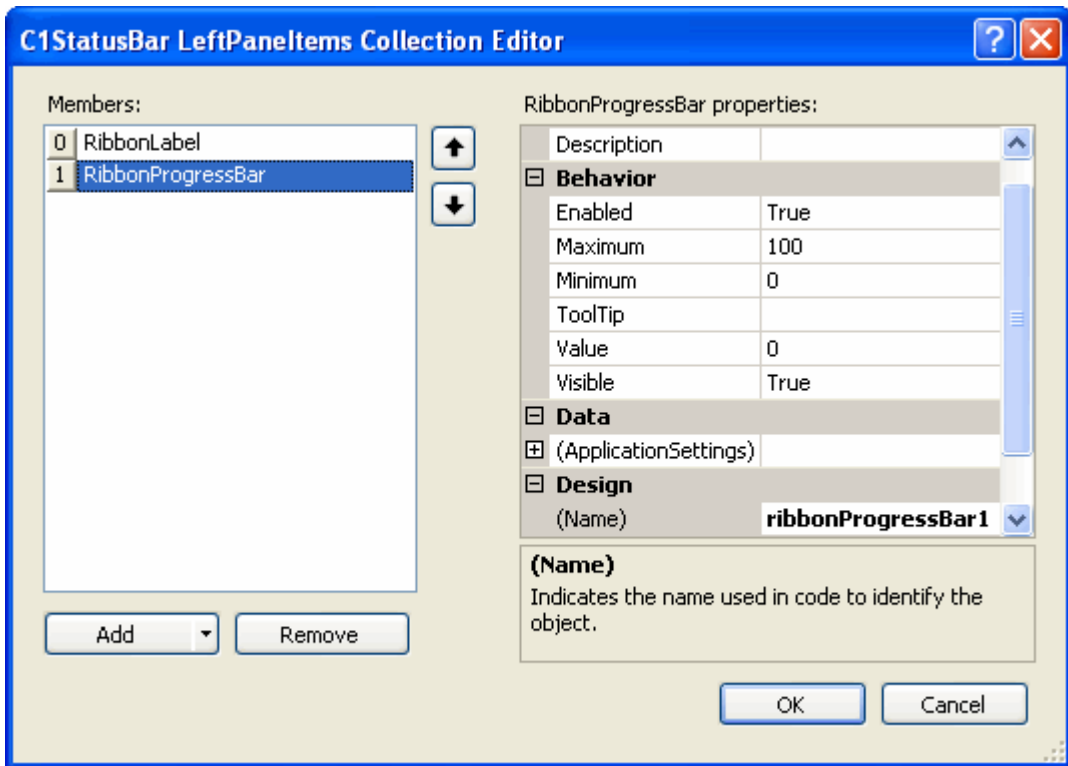 C1StatusBar LeftPaneItems Collection Editor
Members:
0 RibbonLabel
1 RibbonProgressBar
Add
Remove
RibbonProgressBar properties:
Description
Behavior
Enabled True
Maximum 100
Minimum 0
ToolTip
Value 0
Visible True
Data
(ApplicationSettings)
Design
(Name) ribbonProgressBar1
(Name)
Indicates the name used in code to identify the
object.
OK
Cancel